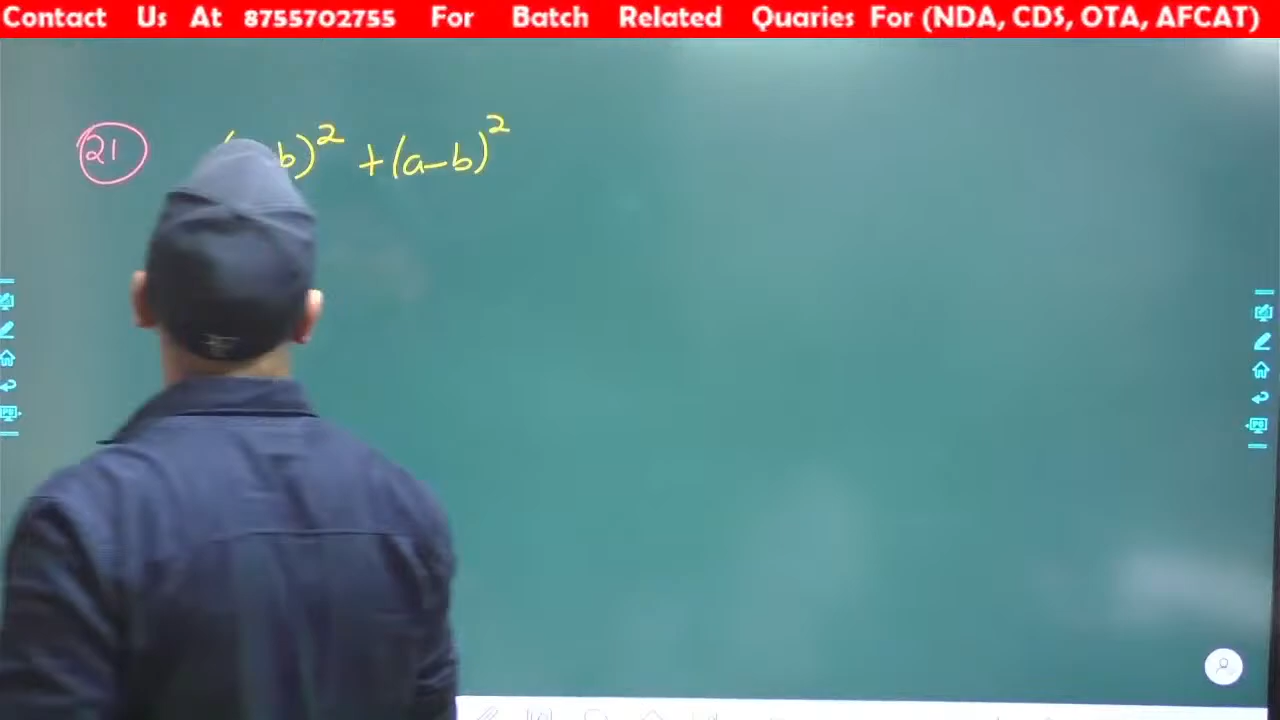 Contact Us At 8755702755 For Batch Related Quaries For (NDA, CDS, OTA, AFCAT)
21 b)² + (a-b)²